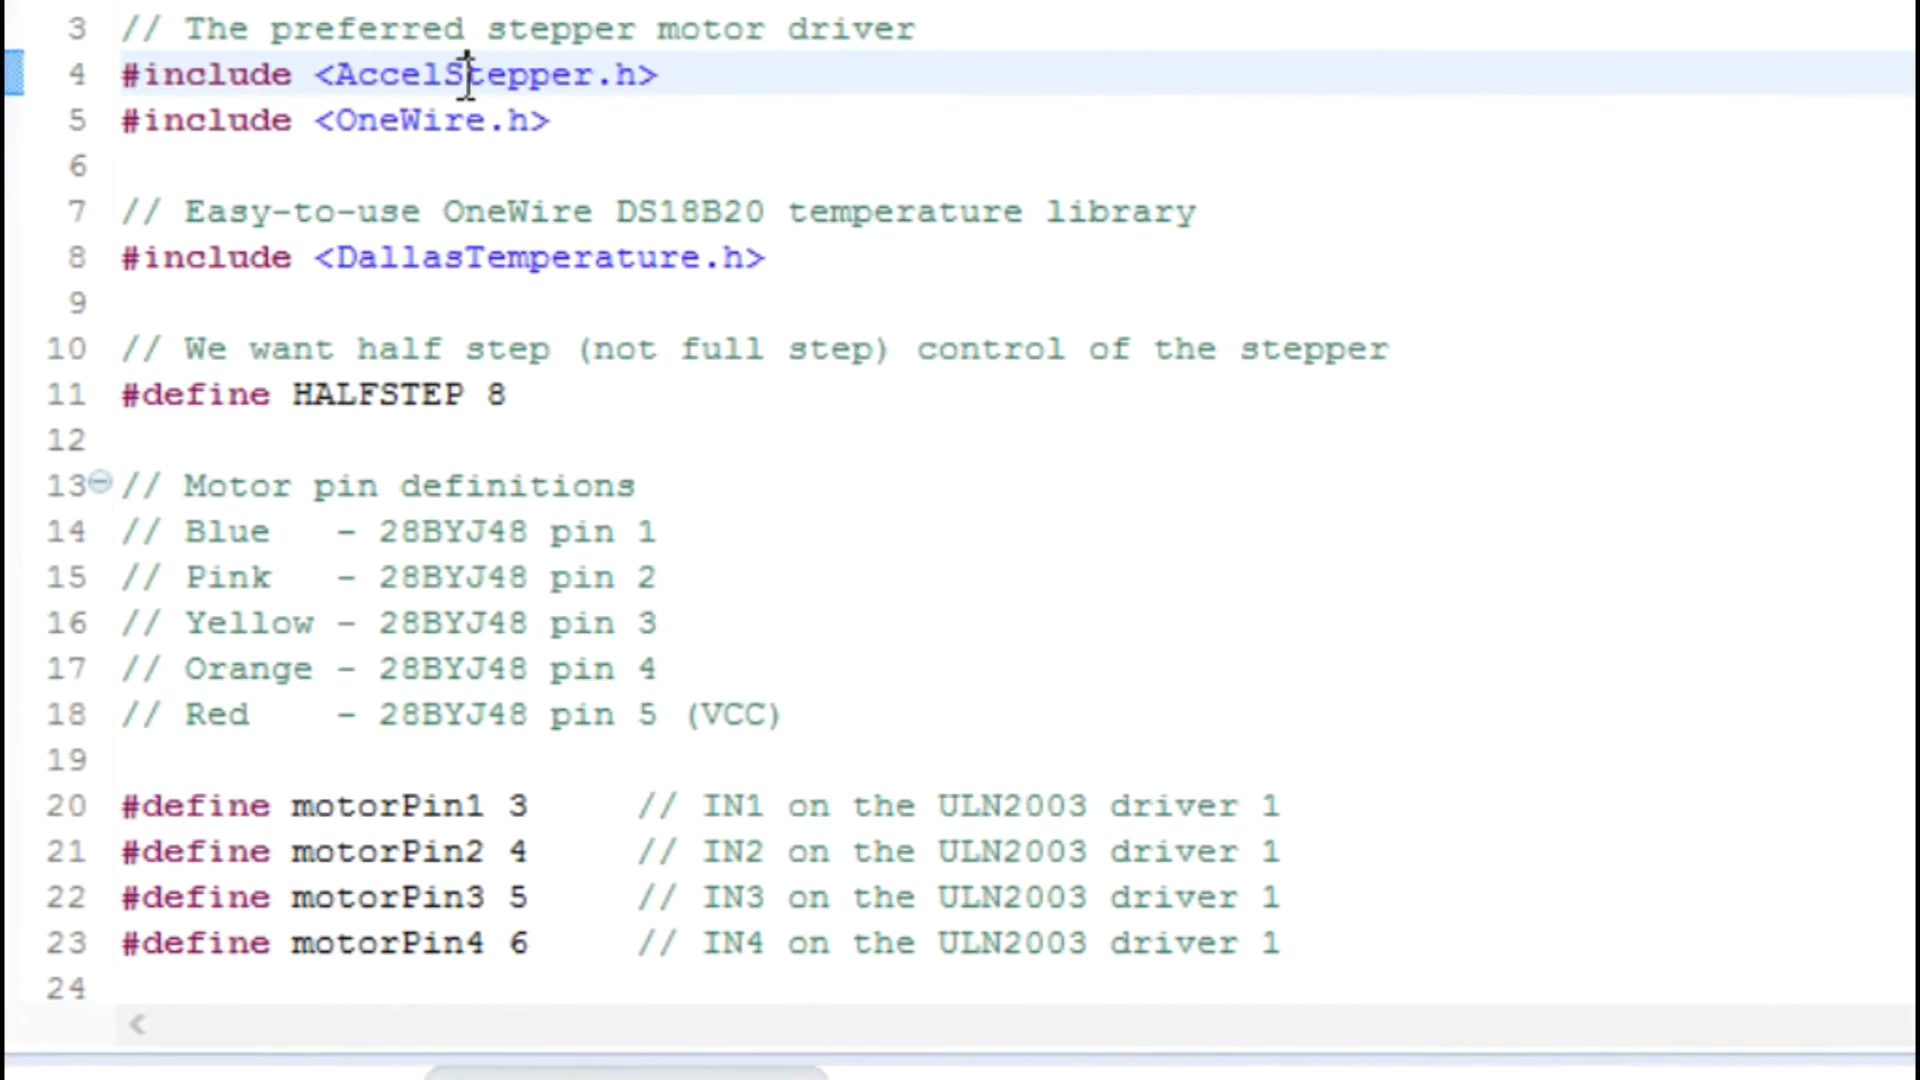 3 // The preferred stepper motor driver
4 #include <AccelStepper.h>
5 #include <OneWire.h>
6
7 // Easy-to-use OneWire DS18B20 temperature library
8 #include <DallasTemperature.h>
9
10 // We want half step (not full step) control of the stepper
11 #define HALFSTEP 8
12
13 // Motor pin definitions
14 // Blue   - 28BYJ48 pin 1
15 // Pink   - 28BYJ48 pin 2
16 // Yellow - 28BYJ48 pin 3
17 // Orange - 28BYJ48 pin 4
18 // Red    - 28BYJ48 pin 5 (VCC)
19
20 #define motorPin1 3     // IN1 on the ULN2003 driver 1
21 #define motorPin2 4     // IN2 on the ULN2003 driver 1
22 #define motorPin3 5     // IN3 on the ULN2003 driver 1
23 #define motorPin4 6     // IN4 on the ULN2003 driver 1
24